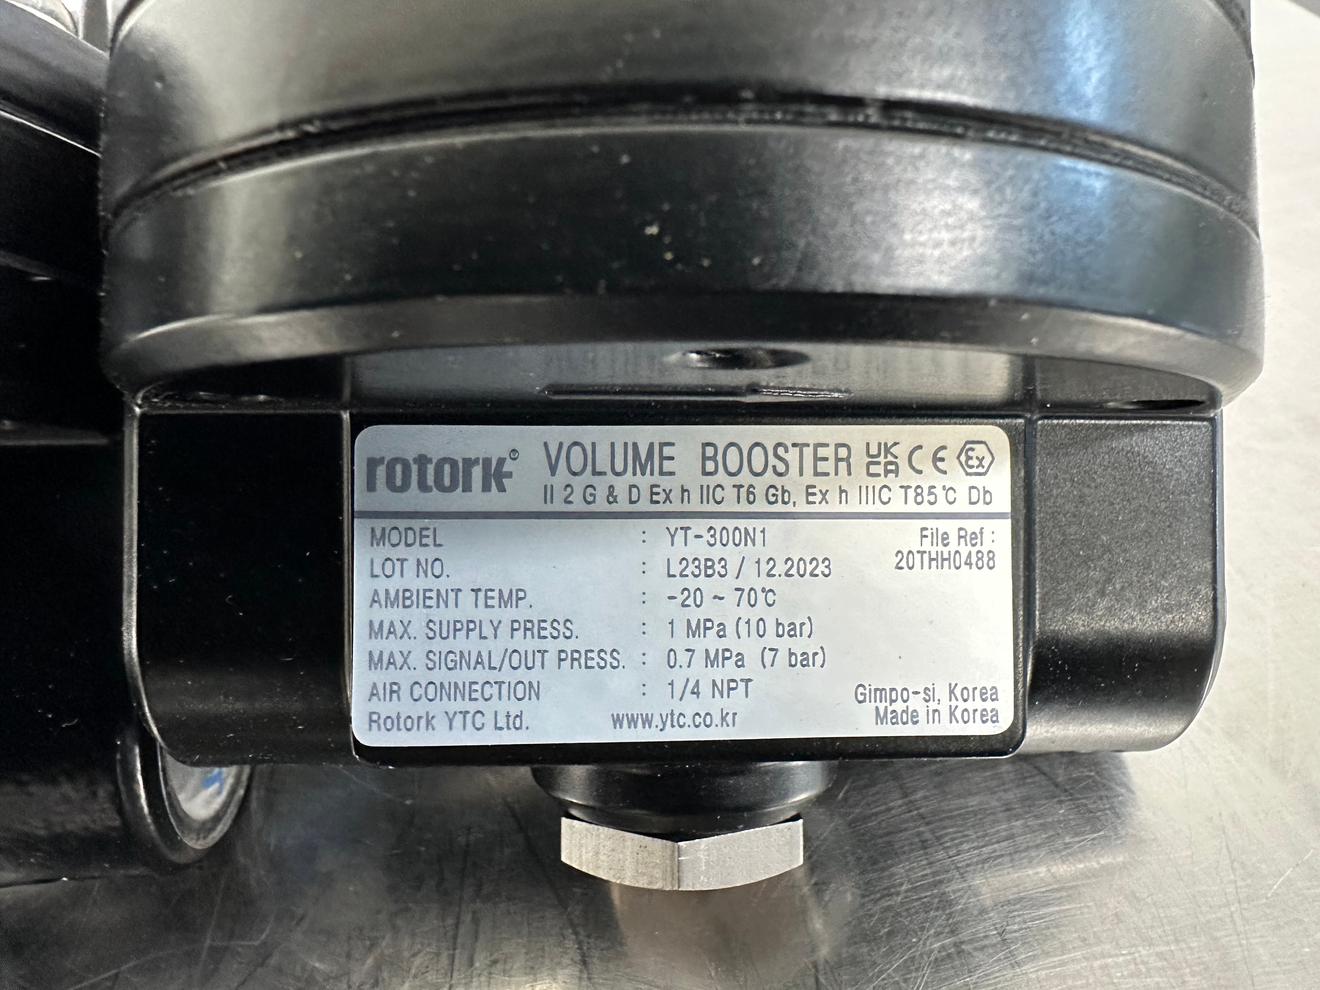 rotork® VOLUME BOOSTER UK CA CE Ex
II 2 G & D Ex h IIC T6 Gb, Ex h IIIC T85℃ Db
MODEL : YT-300N1 File Ref :
LOT NO. : L23B3 / 12.2023 20THH0488
AMBIENT TEMP. : -20 ~ 70℃
MAX. SUPPLY PRESS. : 1 MPa (10 bar)
MAX. SIGNAL/OUT PRESS. : 0.7 MPa (7 bar)
AIR CONNECTION : 1/4 NPT Gimpo-si, Korea
Rotork YTC Ltd. www.ytc.co.kr Made in Korea